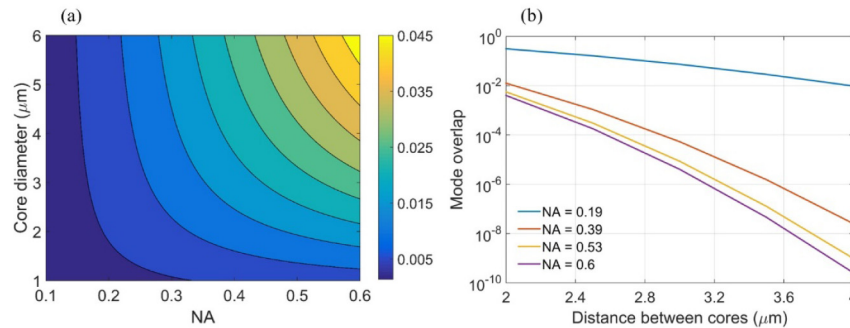 (a)
6
5
4
3
2
1
Core diameter (μm)
0.1 0.2 0.3 0.4 0.5 0.6
NA
0.045
0.035
0.025
0.015
0.005
(b)
10^0
10^-2
10^-4
10^-6
10^-8
10^-10
Mode overlap
NA = 0.19
NA = 0.39
NA = 0.53
NA = 0.6
2 2.4 2.8 3.2 3.6 4
Distance between cores (μm)